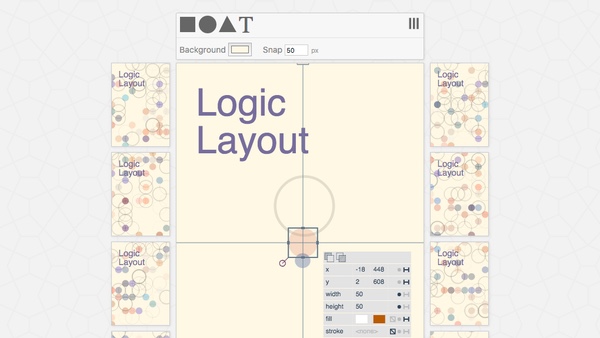 T
Background
Snap 50 px
Logic
Layout
Logic
Layout
Logic
Layout
Logic
Layout
Logic
Layout
Logic
Layout
Logic
Layout
x -18 448
y 2 608
width 50
height 50
fill
stroke <none>